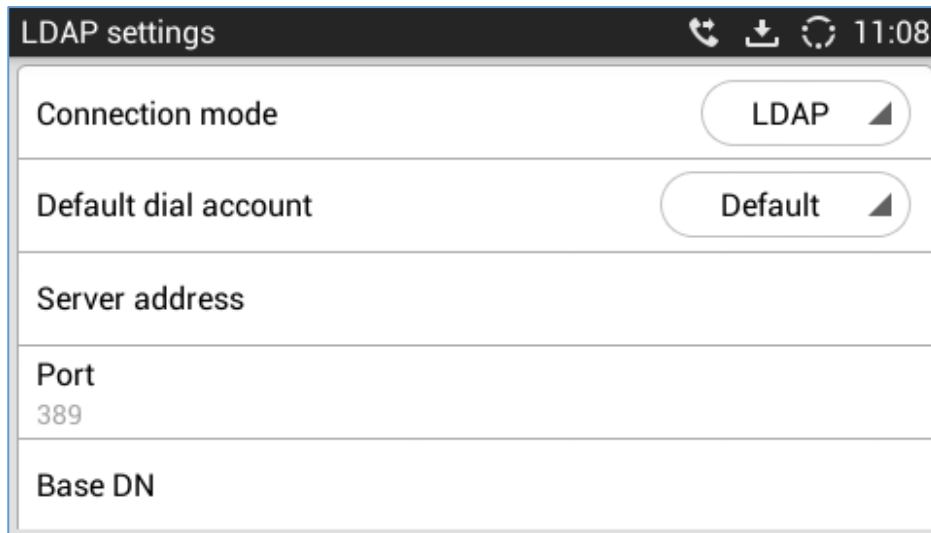 LDAP settings 11:08
Connection mode LDAP
Default dial account Default
Server address
Port
389
Base DN